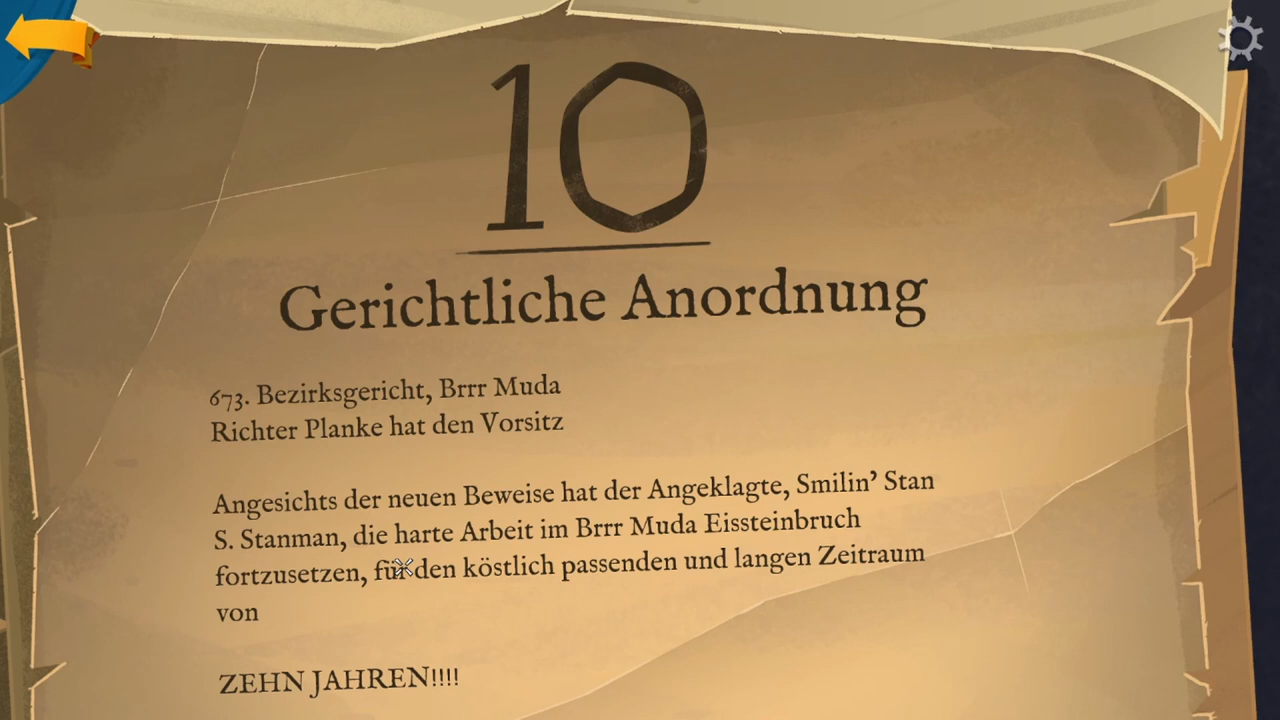 10
Gerichtliche Anordnung
673. Bezirksgericht, Brrr Muda
Richter Planke hat den Vorsitz
Angesichts der neuen Beweise hat der Angeklagte, Smilin’ Stan
S. Stanman, die harte Arbeit im Brrr Muda Eissteinbruch
fortzusetzen, für den köstlich passenden und langen Zeitraum
von
ZEHN JAHREN!!!!